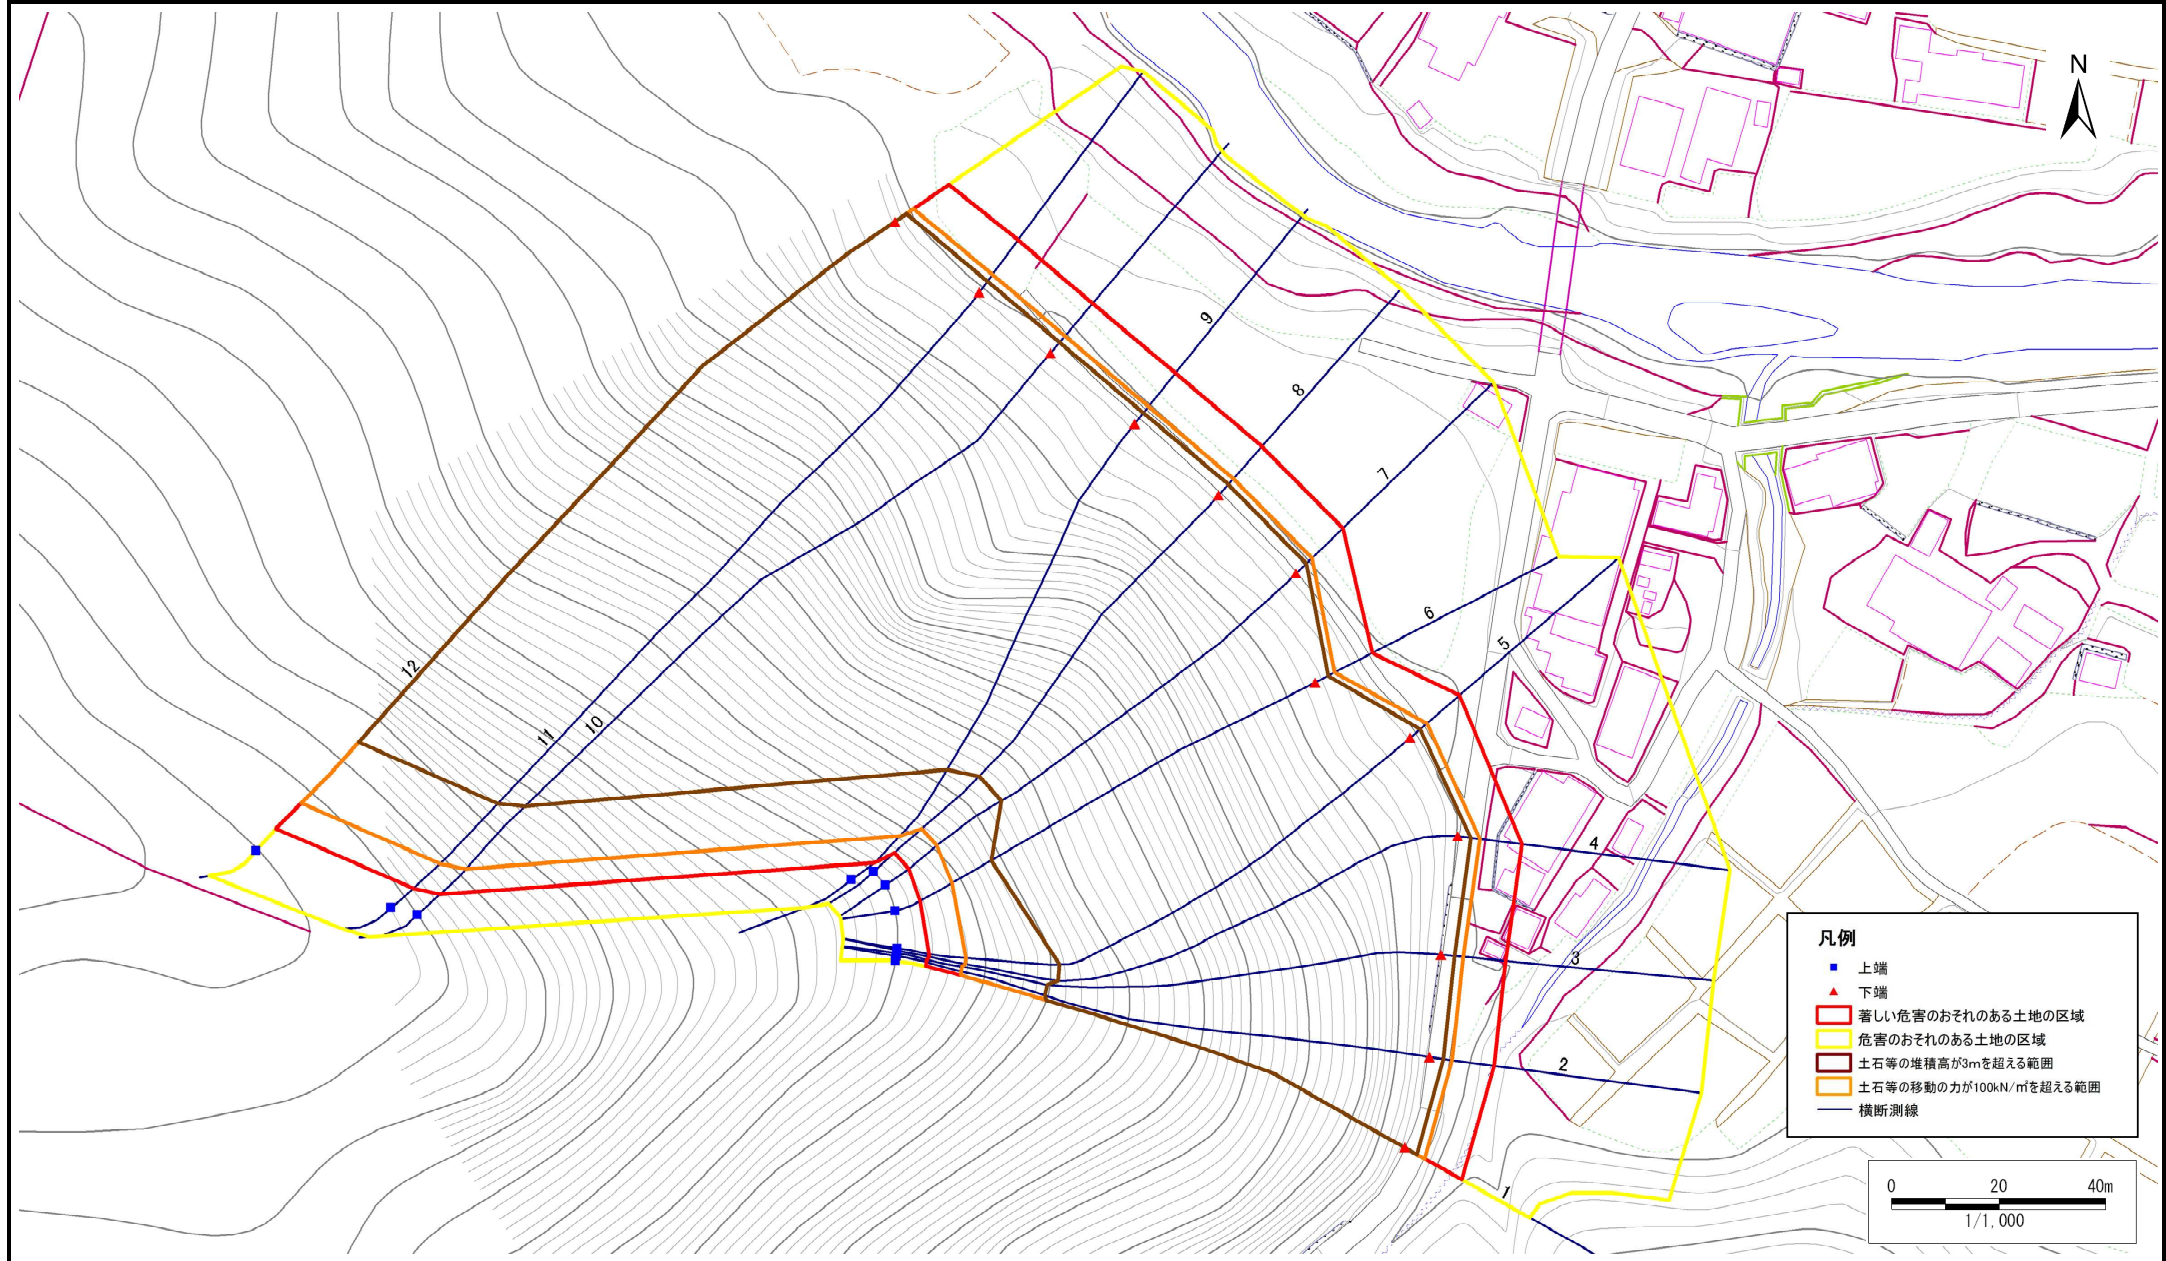 N
9
8
7
6
5
12
11
10
4
3
2
1
凡例
上端
下端
著しい危害のおそれのある土地の区域
危害のおそれのある土地の区域
土石等の堆積高が3mを超える範囲
土石等の移動の力が100kN/㎡を超える範囲
横断測線
0 20 40m
1/1,000